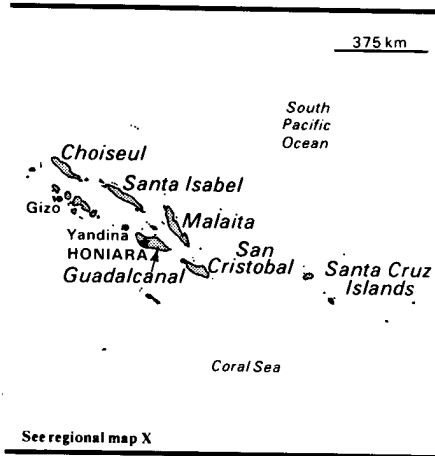 375 km
South
Pacific
Ocean
Choiseul
Santa Isabel
Gizo
Malaita
Yandina
HONIARA
Guadalcanal
San
Cristobal
Santa Cruz
Islands
Coral Sea
See regional map X